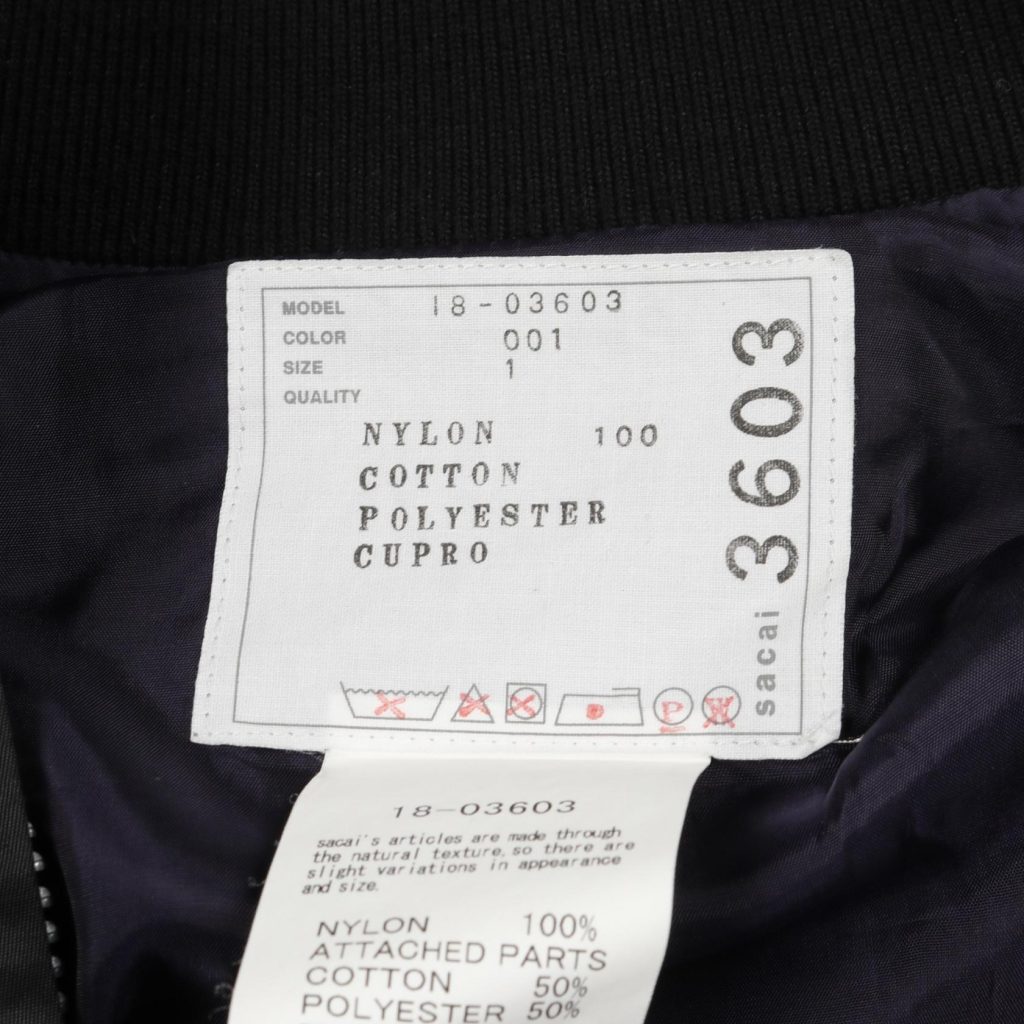 MODEL 18-03603
COLOR 001
SIZE 1
QUALITY
NYLON 100
COTTON
POLYESTER
CUPRO
sacai 3603
P
W
18-03603
sacai's articles are made through
the natural texture, so there are
slight variations in appearance
and size.
NYLON 100%
ATTACHED PARTS
COTTON 50%
POLYESTER 50%